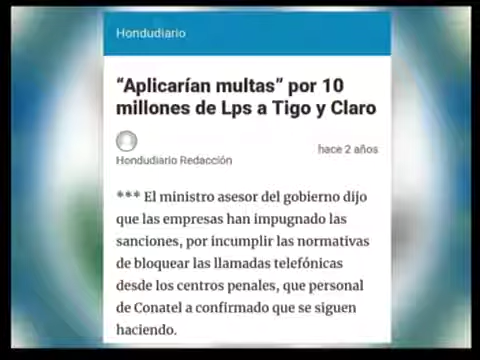 Hondudiario
“Aplicarían multas” por 10
millones de Lps a Tigo y Claro
hace 2 años
Hondudiario Redacción
*** El ministro asesor del gobierno dijo
que las empresas han impugnado las
sanciones, por incumplir las normativas
de bloquear las llamadas telefónicas
desde los centros penales, que personal
de Conatel a confirmado que se siguen
haciendo.